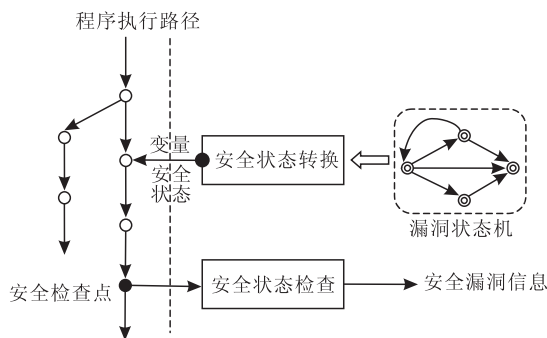 程序执行路径
变量
安全状态转换
安全
状态
漏洞状态机
安全检查点
安全状态检查
安全漏洞信息